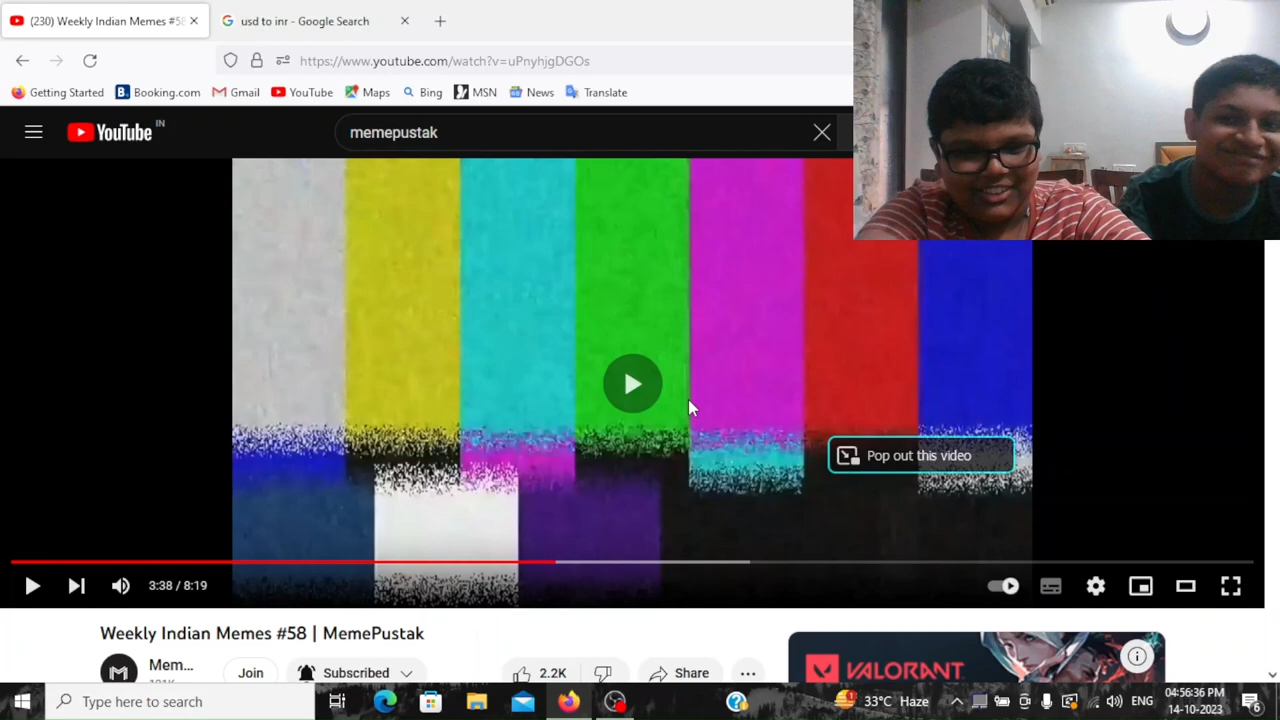 (230) Weekly Indian Memes #58
usd to inr - Google Search
https://www.youtube.com/watch?v=uPnyhjgDGOs
Getting Started
Booking.com
Gmail
YouTube
Maps
Bing
MSN
News
Translate
YouTube IN
memepustak
Pop out this video
3:38 / 8:19
Weekly Indian Memes #58 | MemePustak
Mem...
Join
Subscribed
2.2K
Share
VALORANT
Type here to search
33°C Haze
ENG
04:56:36 PM
14-10-2023
6